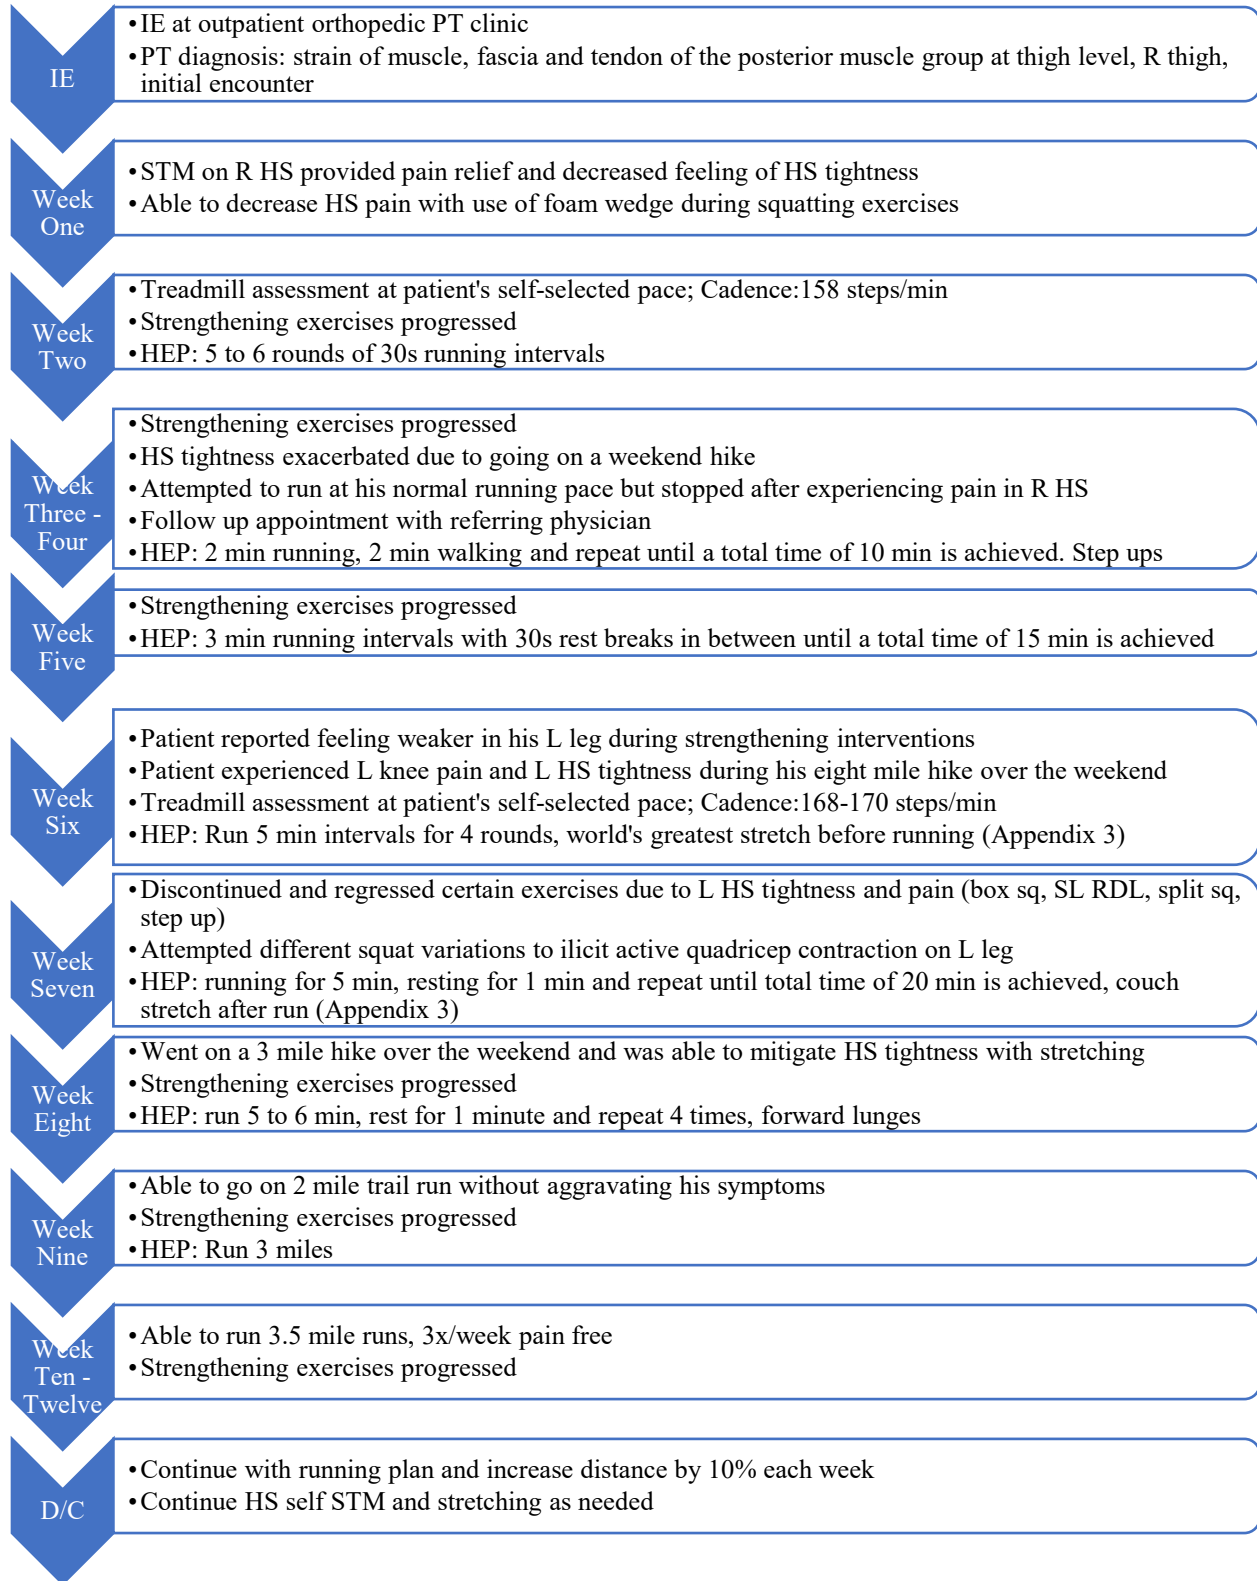 IE
•IE at outpatient orthopedic PT clinic
•PT diagnosis: strain of muscle, fascia and tendon of the posterior muscle group at thigh level, R thigh,
initial encounter
Week
One
•STM on R HS provided pain relief and decreased feeling of HS tightness
•Able to decrease HS pain with use of foam wedge during squatting exercises
Week
Two
•Treadmill assessment at patient's self-selected pace; Cadence:158 steps/min
•Strengthening exercises progressed
•HEP: 5 to 6 rounds of 30s running intervals
Week
Three -
Four
•Strengthening exercises progressed
•HS tightness exacerbated due to going on a weekend hike
•Attempted to run at his normal running pace but stopped after experiencing pain in R HS
•Follow up appointment with referring physician
•HEP: 2 min running, 2 min walking and repeat until a total time of 10 min is achieved. Step ups
Week
Five
•Strengthening exercises progressed
•HEP: 3 min running intervals with 30s rest breaks in between until a total time of 15 min is achieved
Week
Six
•Patient reported feeling weaker in his L leg during strengthening interventions
•Patient experienced L knee pain and L HS tightness during his eight mile hike over the weekend
•Treadmill assessment at patient's self-selected pace; Cadence:168-170 steps/min
•HEP: Run 5 min intervals for 4 rounds, world's greatest stretch before running (Appendix 3)
Week
Seven
•Discontinued and regressed certain exercises due to L HS tightness and pain (box sq, SL RDL, split sq,
step up)
•Attempted different squat variations to ilicit active quadricep contraction on L leg
•HEP: running for 5 min, resting for 1 min and repeat until total time of 20 min is achieved, couch
stretch after run (Appendix 3)
Week
Eight
•Went on a 3 mile hike over the weekend and was able to mitigate HS tightness with stretching
•Strengthening exercises progressed
•HEP: run 5 to 6 min, rest for 1 minute and repeat 4 times, forward lunges
Week
Nine
•Able to go on 2 mile trail run without aggravating his symptoms
•Strengthening exercises progressed
•HEP: Run 3 miles
Week
Ten -
Twelve
•Able to run 3.5 mile runs, 3x/week pain free
•Strengthening exercises progressed
D/C
•Continue with running plan and increase distance by 10% each week
•Continue HS self STM and stretching as needed